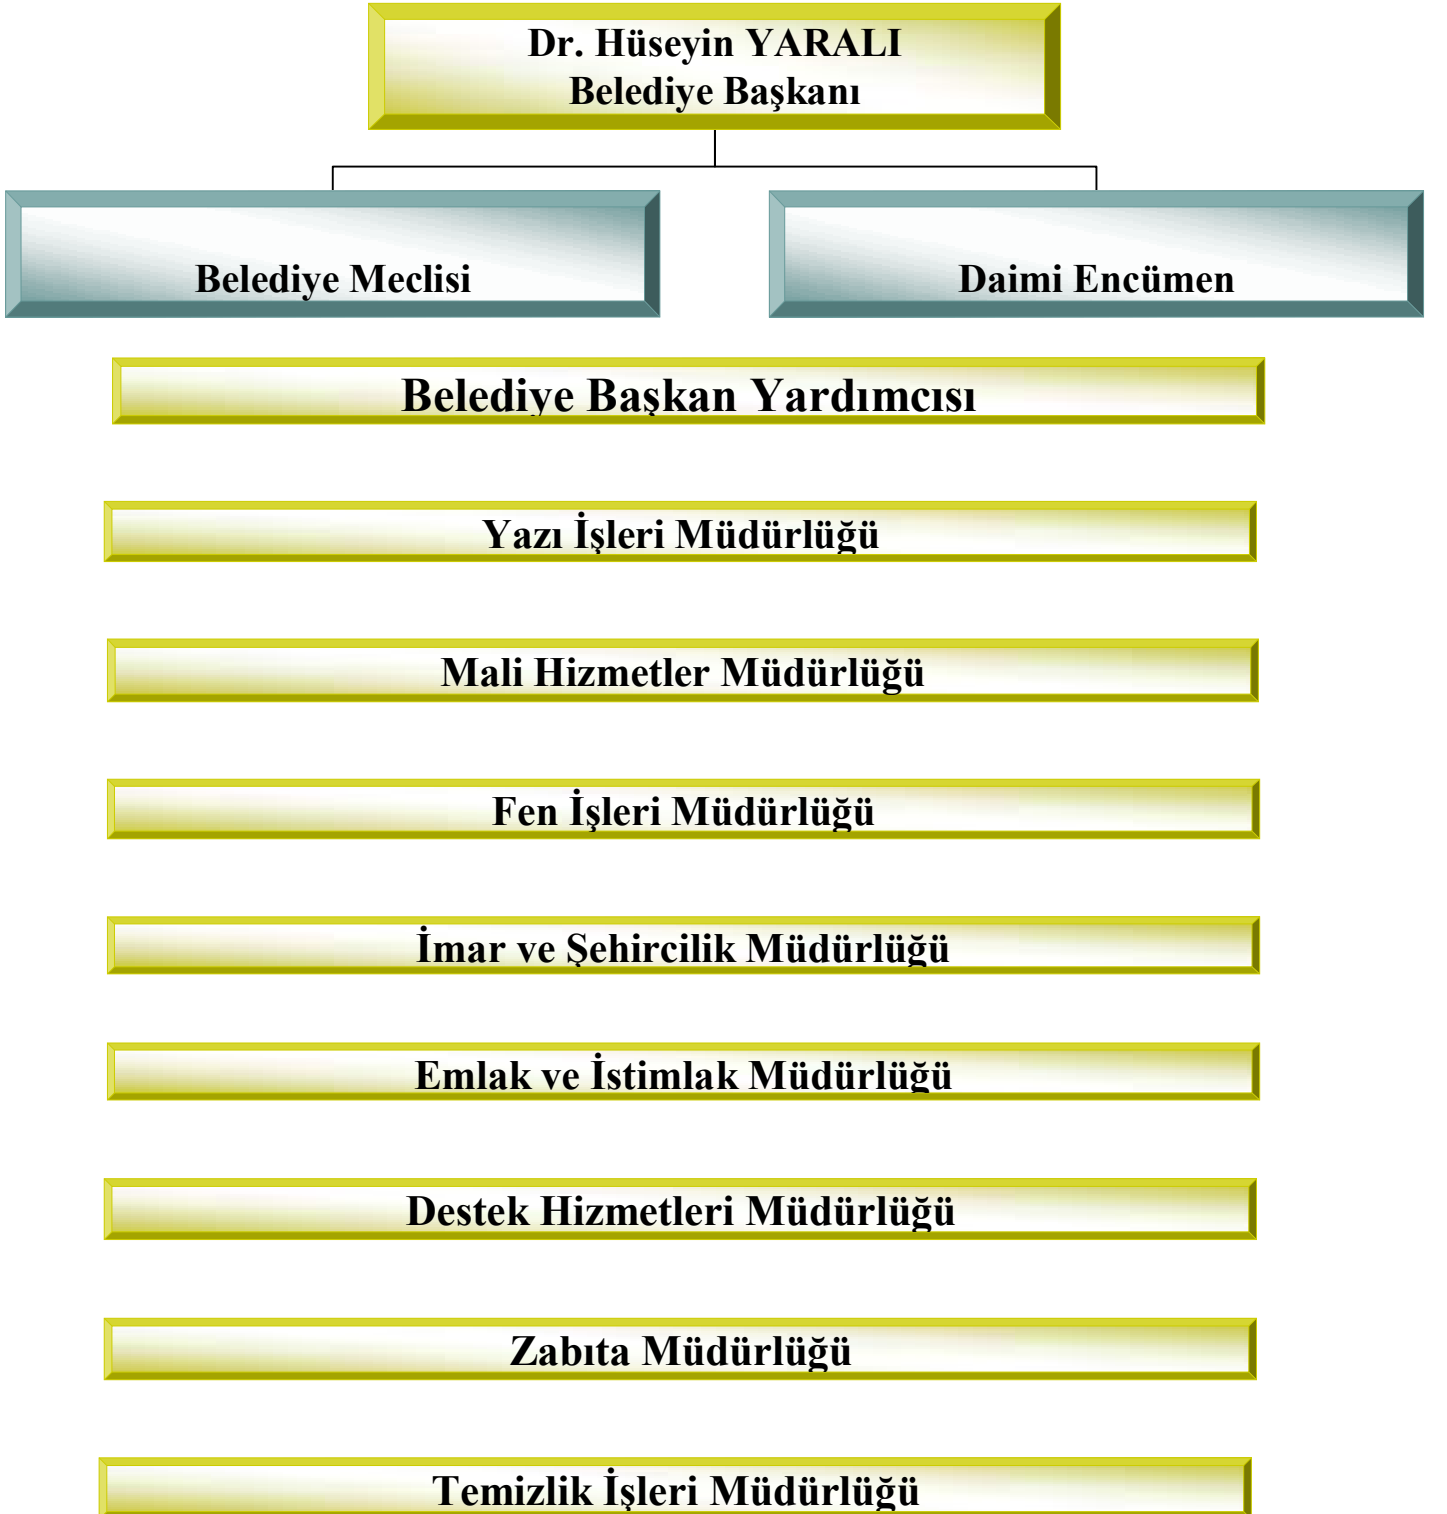 Dr. Hüseyin YARALI
Belediye Başkanı
Belediye Meclisi
Daimi Encümen
Belediye Başkan Yardımcısı
Yazı İşleri Müdürlüğü
Mali Hizmetler Müdürlüğü
Fen İşleri Müdürlüğü
İmar ve Şehircilik Müdürlüğü
Emlak ve İstimlak Müdürlüğü
Destek Hizmetleri Müdürlüğü
Zabıta Müdürlüğü
Temizlik İşleri Müdürlüğü